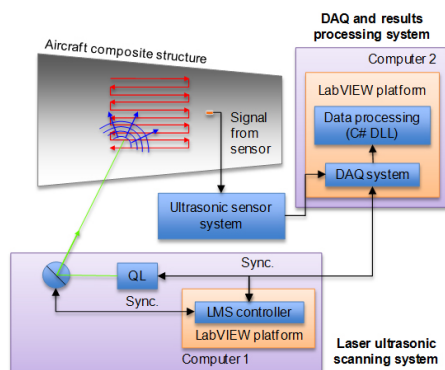 DAQ and results
processing system
Aircraft composite structure
Computer 2
LabVIEW platform
Signal
from
sensor
Data processing
(C# DLL)
DAQ system
Ultrasonic sensor
system
QL
Sync.
Sync.
LMS controller
LabVIEW platform
Computer 1
Laser ultrasonic
scanning system